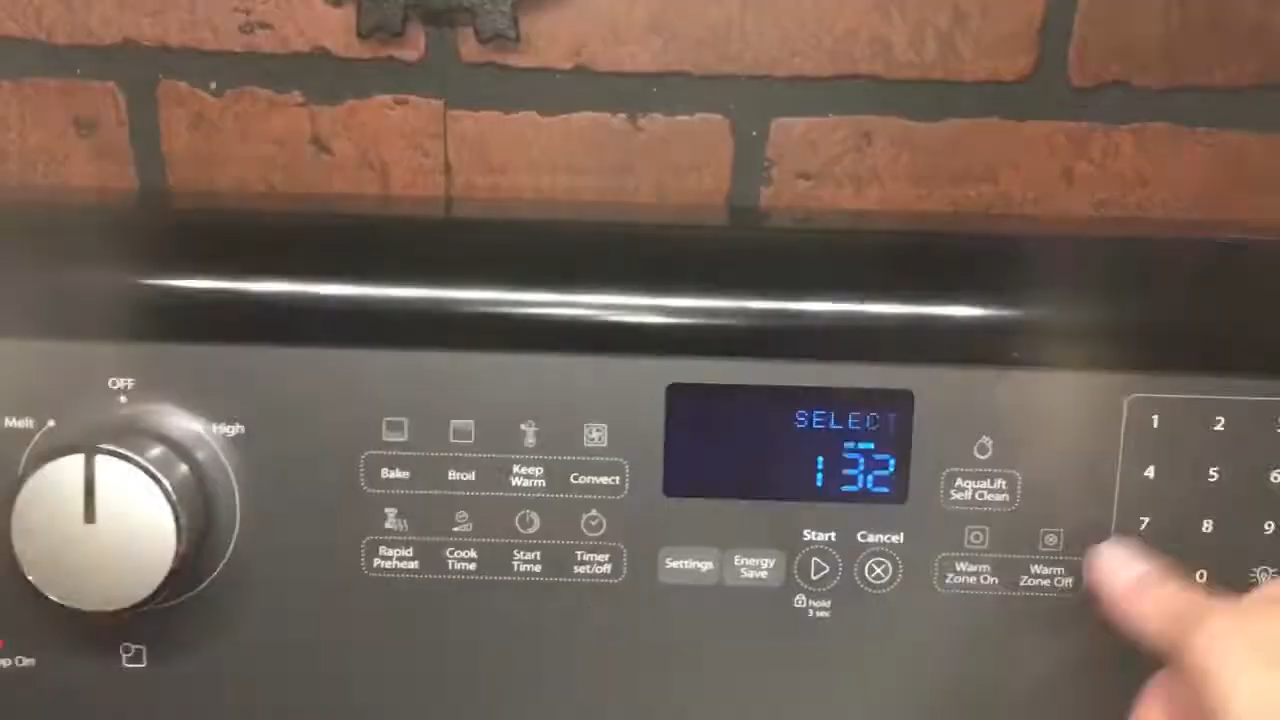 SELECT
132
OFF
Melt
High
Bake
Broil
Keep
Warm
Convect
Rapid
Preheat
Cook
Time
Start
Time
Timer
set/off
Settings
Energy
Save
Start
Cancel
hold
3 sec
AquaLift
Self Clean
Warm
Zone On
Warm
Zone Off
1 2
4 5 6
7 8 9
0
On